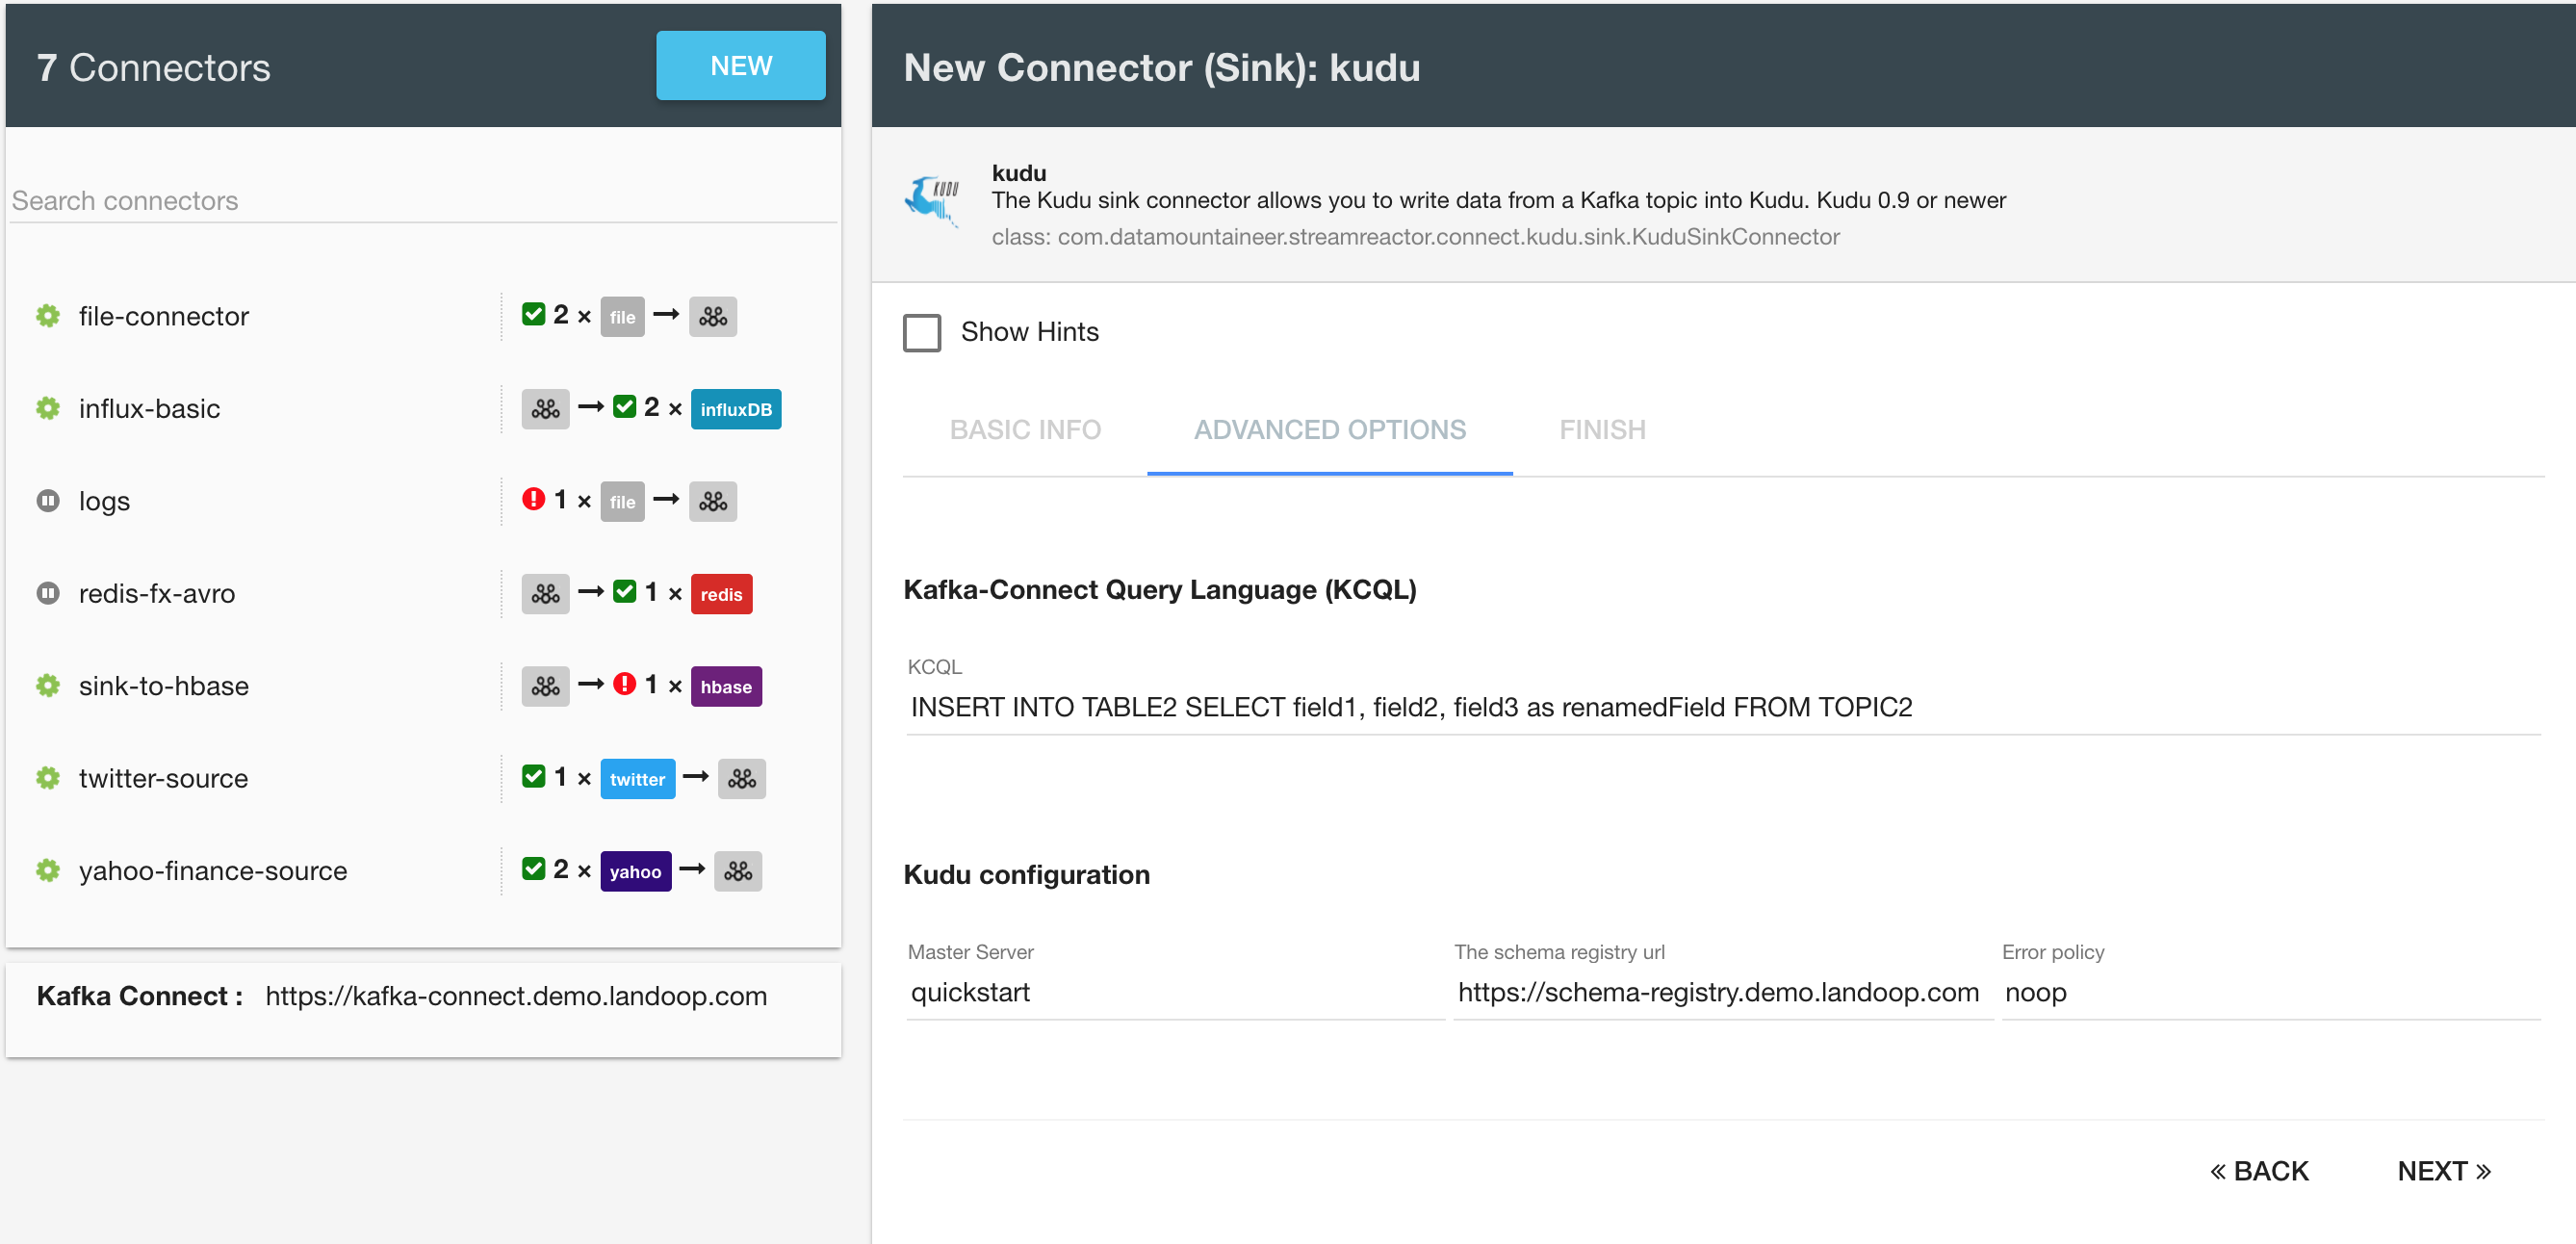 7 Connectors
NEW
Search connectors
file-connector
2 × file
influx-basic
2 × influxDB
logs
1 × file
redis-fx-avro
1 × redis
sink-to-hbase
1 × hbase
twitter-source
1 × twitter
yahoo-finance-source
2 × yahoo
Kafka Connect : https://kafka-connect.demo.landoop.com
New Connector (Sink): kudu
KUDU
kudu
The Kudu sink connector allows you to write data from a Kafka topic into Kudu. Kudu 0.9 or newer
class: com.datamountaineer.streamreactor.connect.kudu.sink.KuduSinkConnector
Show Hints
BASIC INFO ADVANCED OPTIONS FINISH
Kafka-Connect Query Language (KCQL)
KCQL
INSERT INTO TABLE2 SELECT field1, field2, field3 as renamedField FROM TOPIC2
Kudu configuration
Master Server The schema registry url Error policy
quickstart https://schema-registry.demo.landoop.com noop
« BACK NEXT »